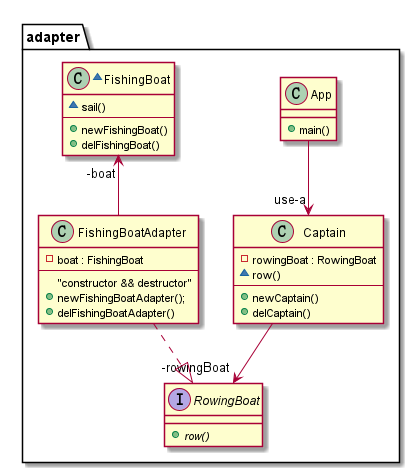 adapter
C FishingBoat
sail()
newFishingBoat()
delFishingBoat()
C App
main()
-boat
use-a
C FishingBoatAdapter
boat : FishingBoat
"constructor && destructor"
newFishingBoatAdapter();
delFishingBoatAdapter()
C Captain
rowingBoat : RowingBoat
row()
newCaptain()
delCaptain()
-rowingBoat
I RowingBoat
row()